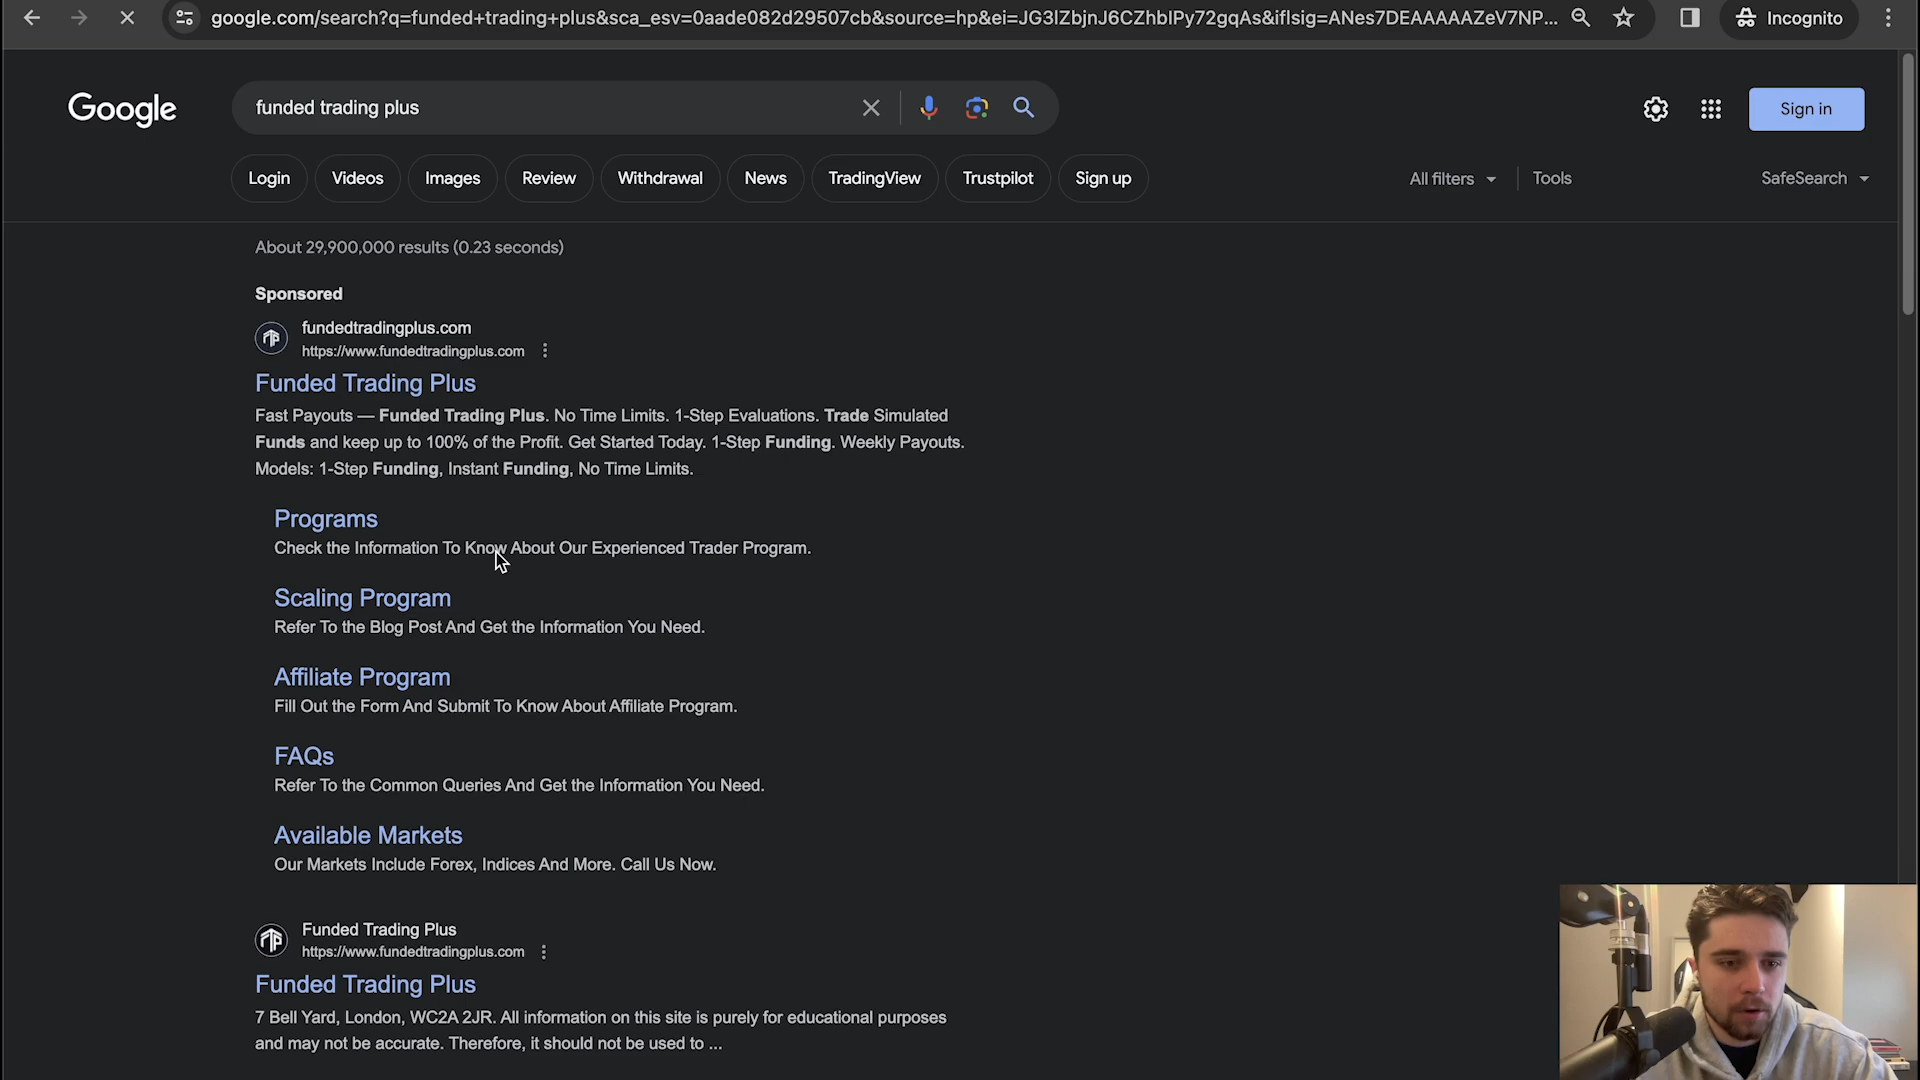 google.com/search?q=funded+trading+plus&sca_esv=0aade082d29507cb&source=hp&ei=JG3lZbjnJ6CZhbIPy72gqAs&iflsig=ANes7DEAAAAAZeV7NP...
Incognito
Google
funded trading plus
Sign in
Login
Videos
Images
Review
Withdrawal
News
TradingView
Trustpilot
Sign up
All filters
Tools
SafeSearch
About 29,900,000 results (0.23 seconds)
Sponsored
fundedtradingplus.com
https://www.fundedtradingplus.com
Funded Trading Plus
Fast Payouts — Funded Trading Plus. No Time Limits. 1-Step Evaluations. Trade Simulated
Funds and keep up to 100% of the Profit. Get Started Today. 1-Step Funding. Weekly Payouts.
Models: 1-Step Funding, Instant Funding, No Time Limits.
Programs
Check the Information To Know About Our Experienced Trader Program.
Scaling Program
Refer To the Blog Post And Get the Information You Need.
Affiliate Program
Fill Out the Form And Submit To Know About Affiliate Program.
FAQs
Refer To the Common Queries And Get the Information You Need.
Available Markets
Our Markets Include Forex, Indices And More. Call Us Now.
Funded Trading Plus
https://www.fundedtradingplus.com
Funded Trading Plus
7 Bell Yard, London, WC2A 2JR. All information on this site is purely for educational purposes
and may not be accurate. Therefore, it should not be used to ...